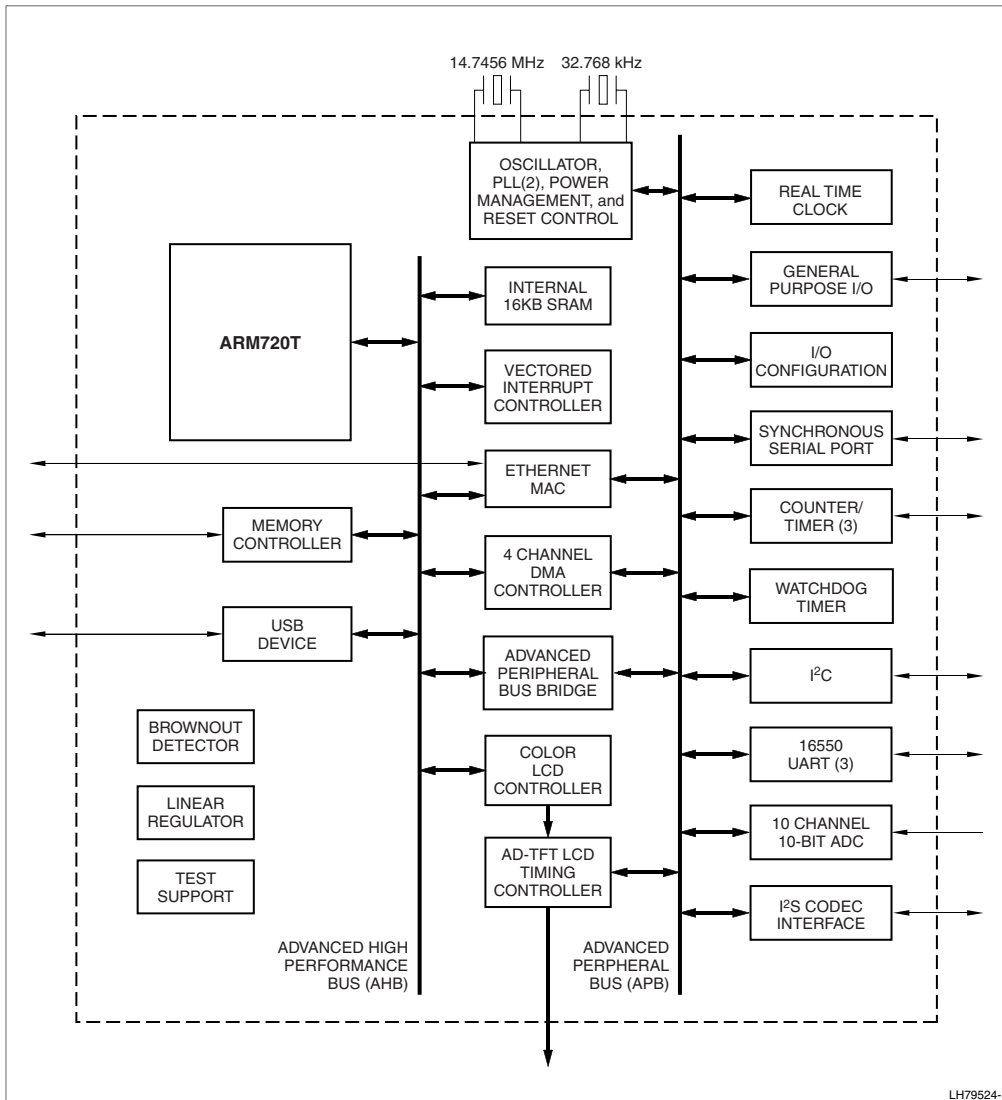 14.7456 MHz
32.768 kHz
OSCILLATOR,
PLL(2), POWER
MANAGEMENT, and
RESET CONTROL
REAL TIME
CLOCK
ARM720T
INTERNAL
16KB SRAM
GENERAL
PURPOSE I/O
VECTORED
INTERRUPT
CONTROLLER
I/O
CONFIGURATION
ETHERNET
MAC
SYNCHRONOUS
SERIAL PORT
MEMORY
CONTROLLER
4 CHANNEL
DMA
CONTROLLER
COUNTER/
TIMER (3)
WATCHDOG
TIMER
USB
DEVICE
ADVANCED
PERIPHERAL
BUS BRIDGE
I²C
BROWNOUT
DETECTOR
COLOR
LCD
CONTROLLER
16550
UART (3)
LINEAR
REGULATOR
AD-TFT LCD
TIMING
CONTROLLER
10 CHANNEL
10-BIT ADC
TEST
SUPPORT
I²S CODEC
INTERFACE
ADVANCED HIGH
PERFORMANCE
BUS (AHB)
ADVANCED
PERPHERAL
BUS (APB)
LH79524-